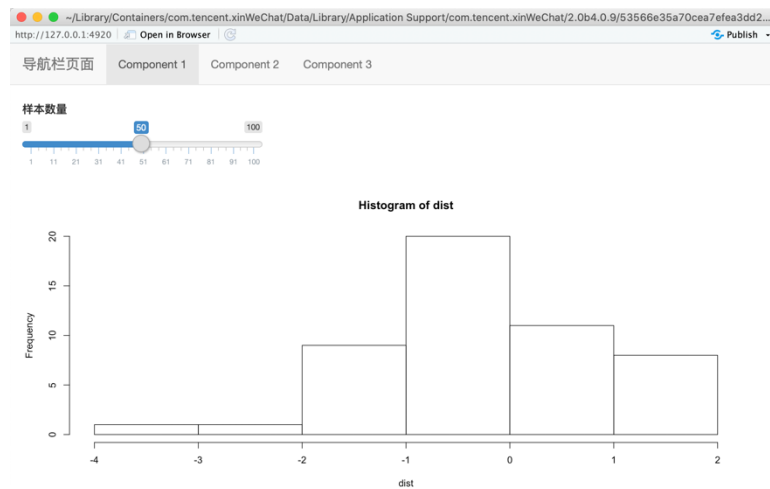 ~/Library/Containers/com.tencent.xinWeChat/Data/Library/Application Support/com.tencent.xinWeChat/2.0b4.0.9/53566e35a70cea7efea3dd2...
http://127.0.0.1:4920 Open in Browser Publish
导航栏页面 Component 1 Component 2 Component 3
样本数量
1 50 100
1 11 21 31 41 51 61 71 81 91 100
Histogram of dist
Frequency
20
15
10
5
0
-4 -3 -2 -1 0 1 2
dist